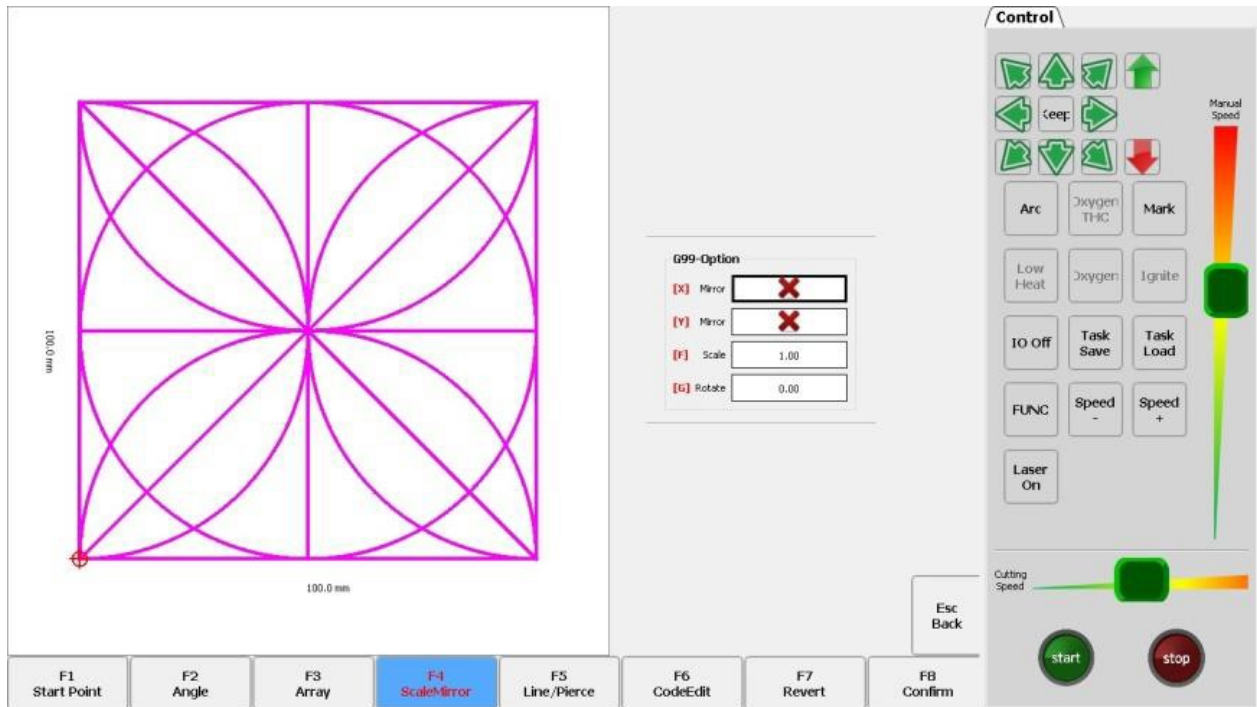 Control
Manual
Speed
Arc
Mark
THC
Low
Heat
Ignite
IO Off
Task
Save
Task
Load
FUNC
Speed
-
Speed
+
Laser
On
Cutting
Speed
start
stop
G99-Option
[X] Mirror
[Y] Mirror
[F] Scale 1.00
[G] Rotate 0.00
100.0 mm
100.0 mm
Esc
Back
F1
Start Point
F2
Angle
F3
Array
F4
ScaleMirror
F5
Line/Pierce
F6
CodeEdit
F7
Revert
F8
Confirm